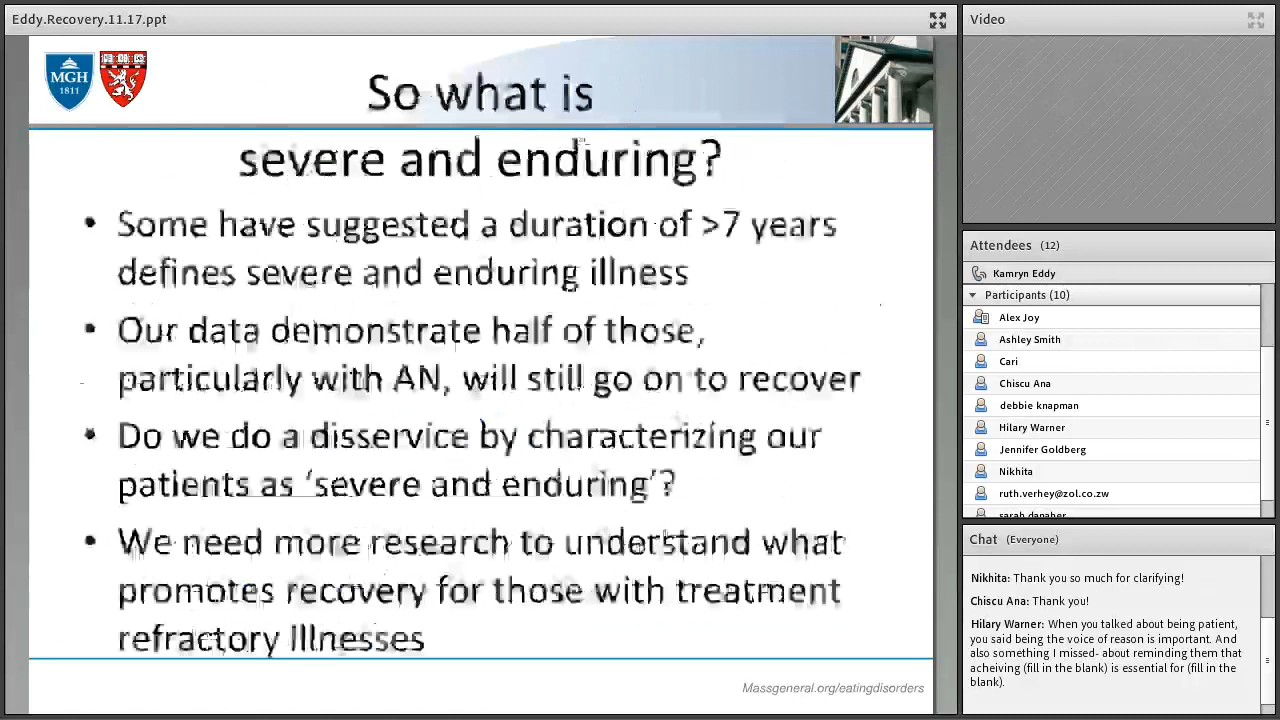 Eddy.Recovery.11.17.ppt
MGH
1811
So what is
severe and enduring?
• Some have suggested a duration of >7 years
defines severe and enduring illness
• Our data demonstrate half of those,
particularly with AN, will still go on to recover
• Do we do a disservice by characterizing our
patients as ‘severe and enduring’?
• We need more research to understand what
promotes recovery for those with treatment
refractory illnesses
Massgeneral.org/eatingdisorders
Video
Attendees (12)
Kamryn Eddy
Participants (10)
Alex Joy
Ashley Smith
Cari
Chiscu Ana
debbie knapman
Hilary Warner
Jennifer Goldberg
Nikhita
ruth.verhey@zol.co.zw
sarah danaher
Chat (Everyone)
Nikhita: Thank you so much for clarifying!
Chiscu Ana: Thank you!
Hilary Warner: When you talked about being patient,
you said being the voice of reason is important. And
also something I missed- about reminding them that
acheiving (fill in the blank) is essential for (fill in the
blank).